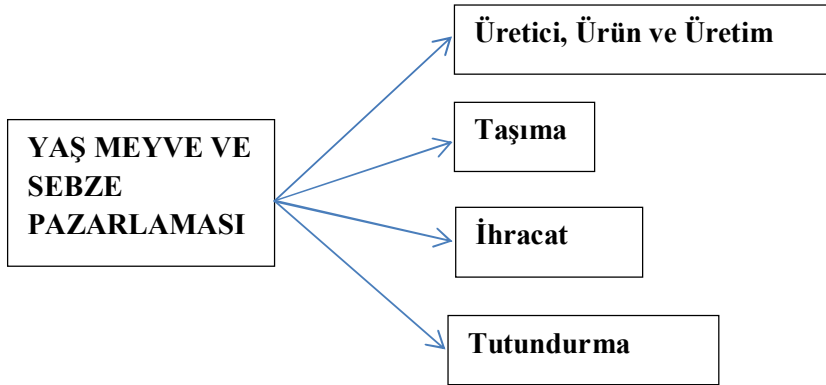 Üretici, Ürün ve Üretim
YAŞ MEYVE VE
SEBZE
PAZARLAMASI
Taşıma
İhracat
Tutundurma